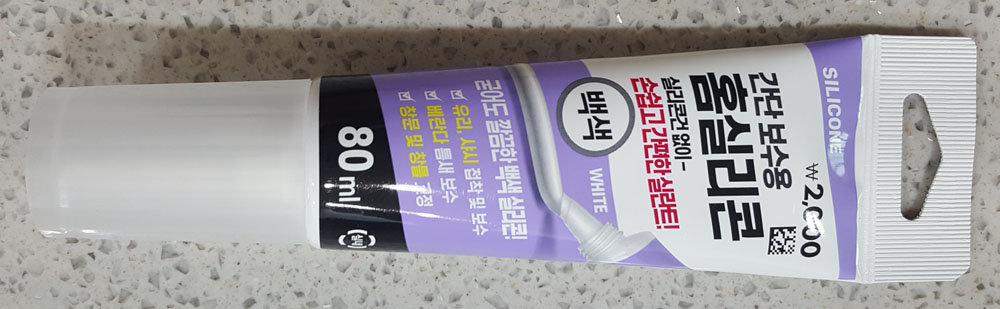 SILICONE
₩2,000
간단 보수용
홈실리콘
실리콘건 없이~
손쉽고 간편한 실란트!
백색
WHITE
굳어도 깔끔한 백색 실리콘!
유리, 샤시 접착 및 보수
베란다 틈새 보수
창문 및 창틀 고정
80 ml